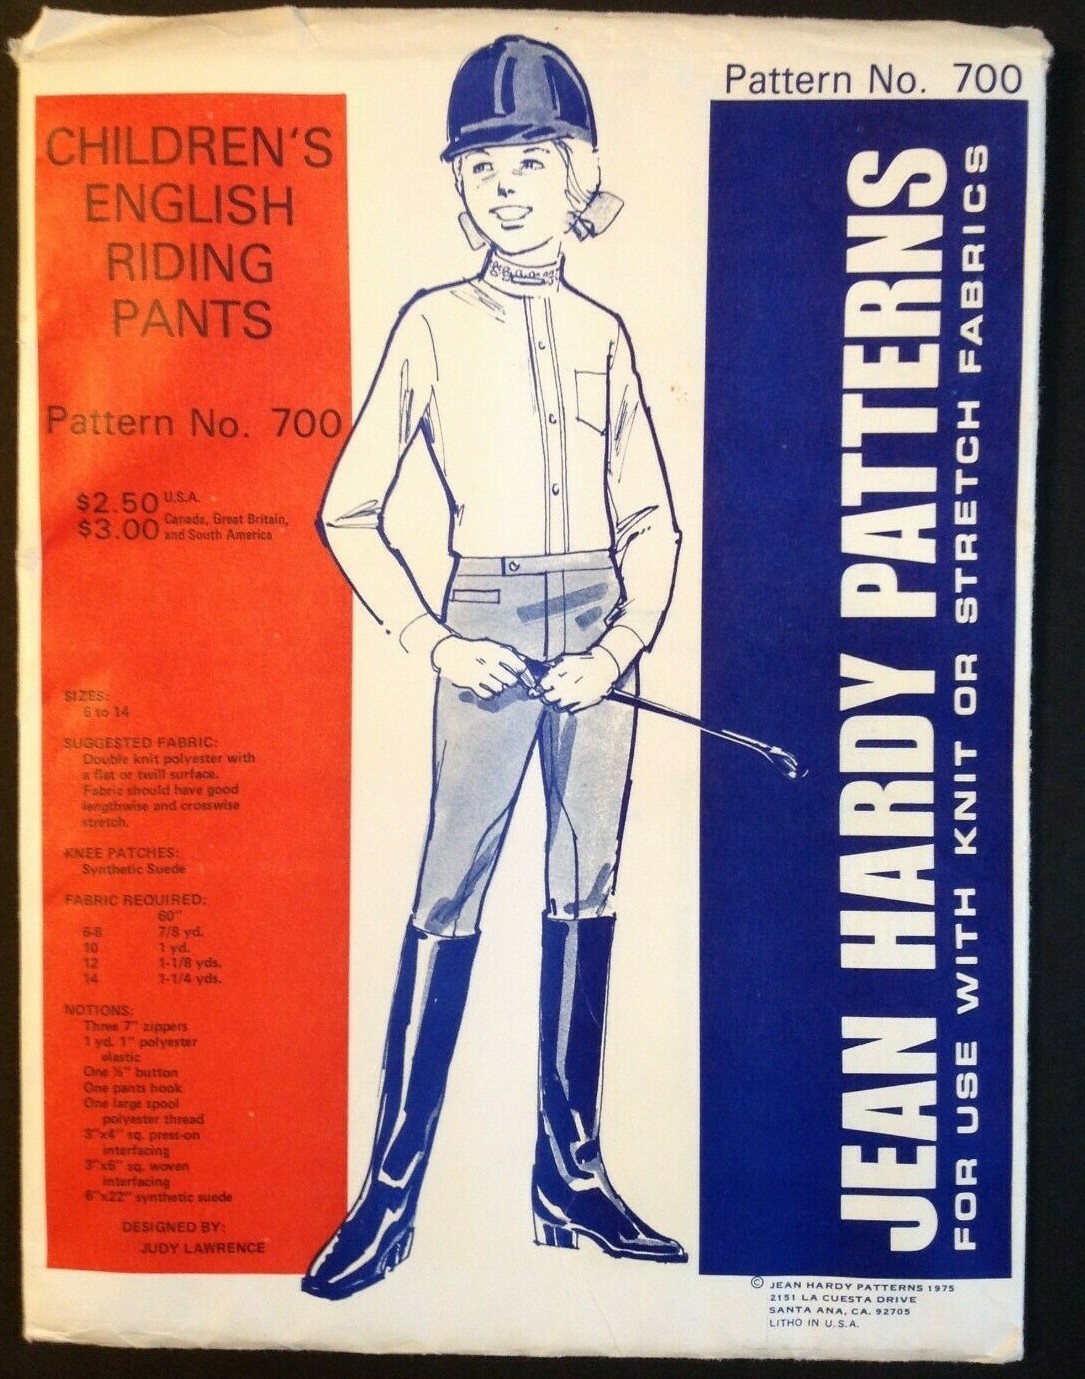 Pattern No. 700
CHILDREN'S
ENGLISH
RIDING
PANTS
Pattern No. 700
$2.50 U.S.A.
$3.00 Canada, Great Britain,
and South America
SIZES:
6 to 14
SUGGESTED FABRIC:
Double knit polyester with
a flat or twill surface.
Fabric should have good
lengthwise and crosswise
stretch.
KNEE PATCHES:
Synthetic Suede
FABRIC REQUIRED:
60"
6-8 7/8 yd.
10 1 yd.
12 1-1/8 yds.
14 1-1/4 yds.
NOTIONS:
Three 7" zippers
1 yd. 1" polyester
elastic
One ½" button
One pants hook
One large spool
polyester thread
3"x4" sq. press-on
interfacing
3"x6" sq. woven
interfacing
6"x22" synthetic suede
DESIGNED BY:
JUDY LAWRENCE
JEAN HARDY PATTERNS
FOR USE WITH KNIT OR STRETCH FABRICS
© JEAN HARDY PATTERNS 1975
2151 LA CUESTA DRIVE
SANTA ANA, CA. 92705
LITHO IN U.S.A.